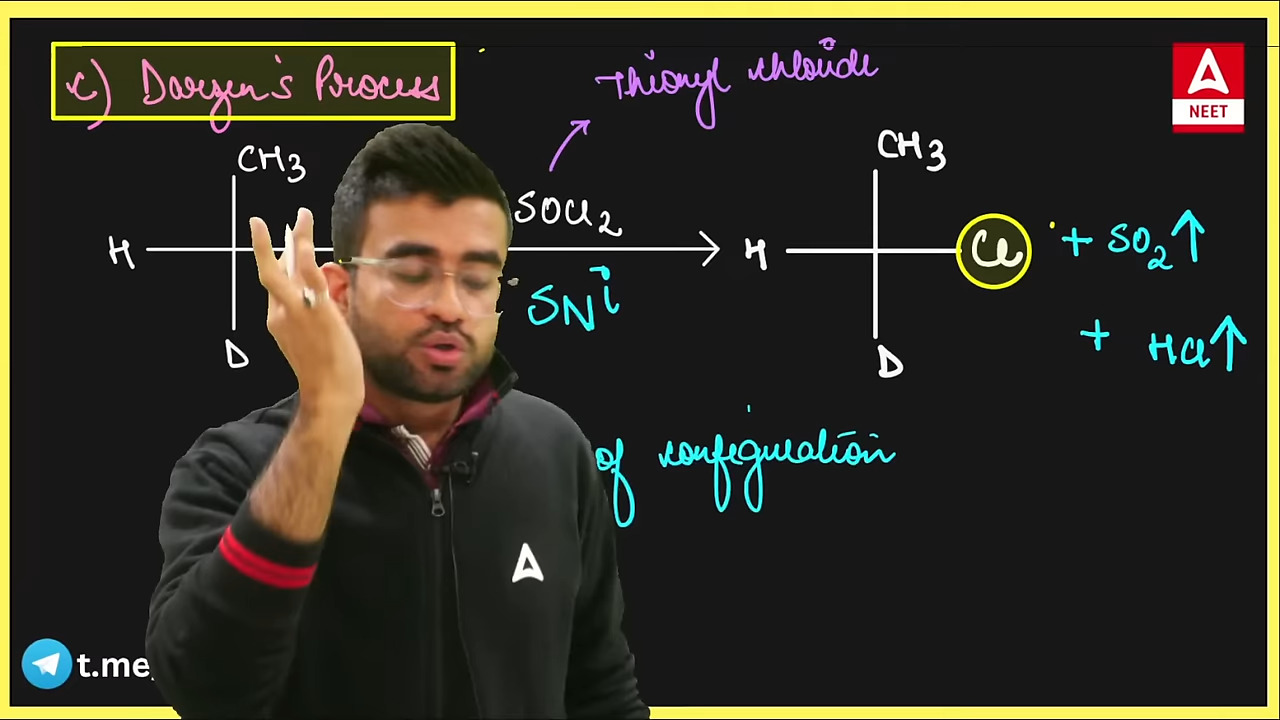 c) Darzen's Process
Thionyl chloride
NEET
CH3
H
D
SOCl2
SNi
CH3
H
Cl
D
+ SO2↑
+ HCl↑
of configuration
t.me/